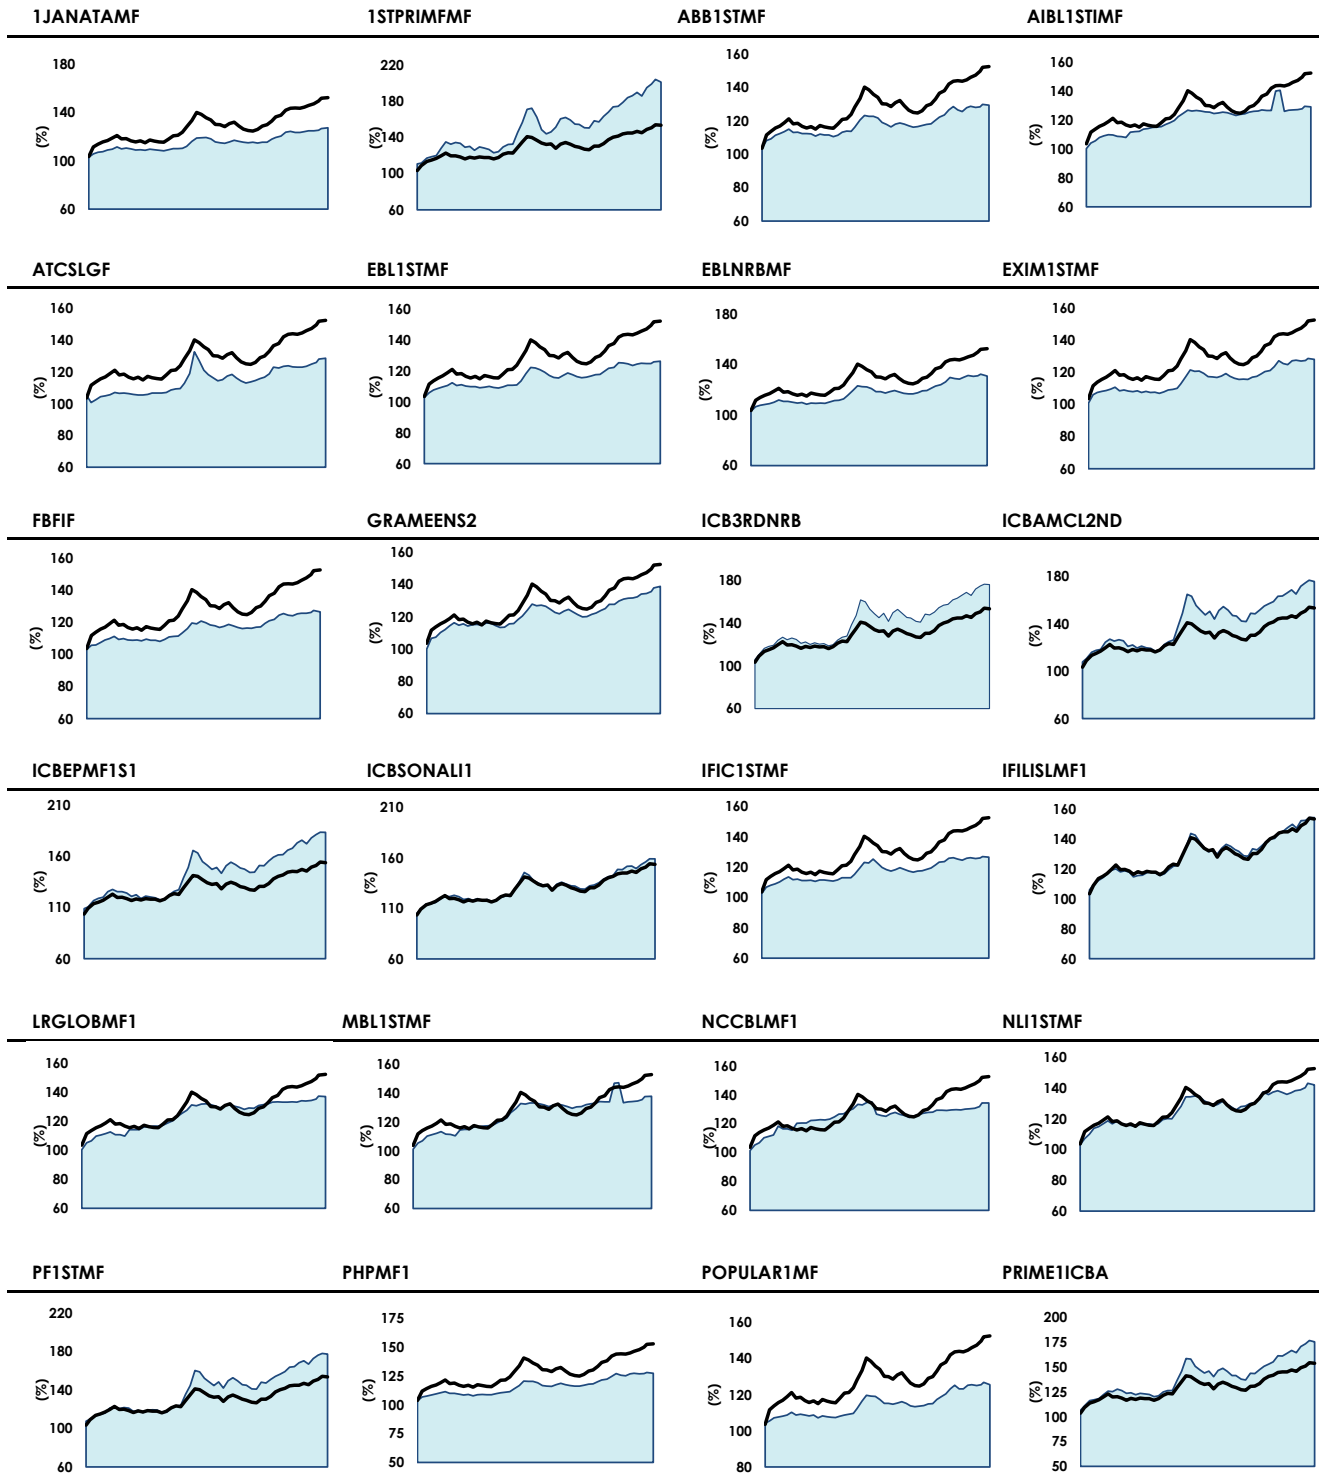 1JANATAMF 1STPRIMFMF ABB1STMF AIBL1STIMF
180 220 160 160
140 180 140 140
100 140 120 120
60 100 100 100
60 80 80
60 60
(%) (%) (%) (%)
ATCSLGF EBL1STMF EBLNRBMF EXIM1STMF
160 160 180 160
140 140 140 140
120 120 100 120
100 100 60 100
80 80 80
60 60 60
(%) (%) (%) (%)
FBFIF GRAMEENS2 ICB3RDNRB ICBAMCL2ND
160 160 180 180
140 140 140 140
120 120 100 100
100 100 60 60
80 80
60 60
(%) (%) (%) (%)
ICBEPMF1S1 ICBSONALI1 IFIC1STMF IFILISLMF1
210 210 160 160
160 160 140 140
110 110 120 120
60 60 100 100
80 80
60 60
(%) (%) (%) (%)
LRGLOBMF1 MBL1STMF NCCBLMF1 NLI1STMF
160 160 160 160
140 140 140 140
120 120 120 120
100 100 100 100
80 80 80 80
60 60 60 60
(%) (%) (%) (%)
PF1STMF PHPMF1 POPULAR1MF PRIME1ICBA
220 175 160 200
180 150 140 175
140 125 120 150
100 100 100 125
60 75 80 100
50 75
50
(%) (%) (%) (%)